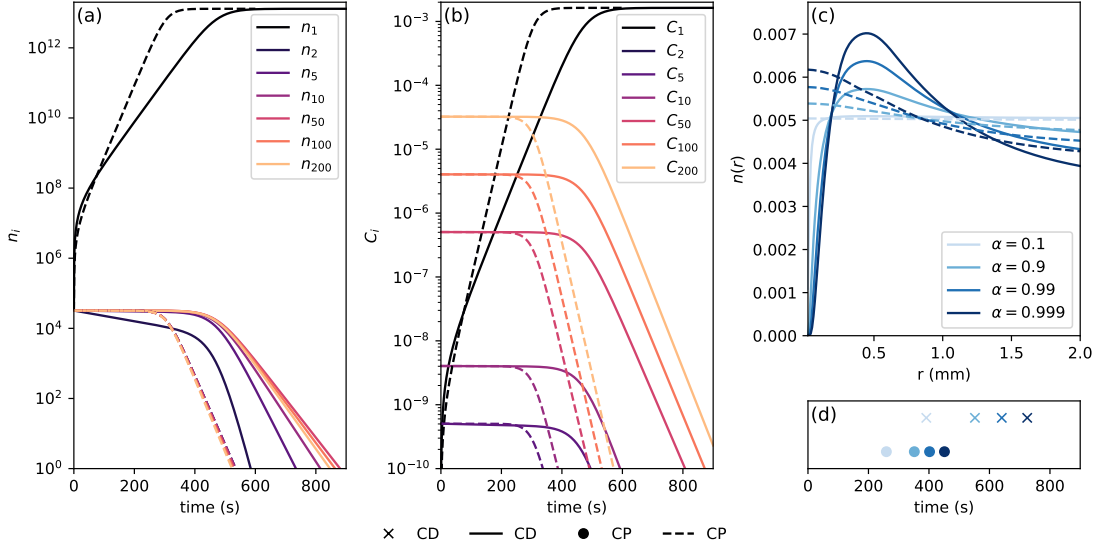 (a)
n_i
10^12
10^10
10^8
10^6
10^4
10^2
10^0
n_1
n_2
n_5
n_10
n_50
n_100
n_200
0 200 400 600 800
time (s)
(b)
C_i
10^−3
10^−4
10^−5
10^−6
10^−7
10^−8
10^−9
10^−10
C_1
C_2
C_5
C_10
C_50
C_100
C_200
0 200 400 600 800
time (s)
(c)
n(r)
0.007
0.006
0.005
0.004
0.003
0.002
0.001
0.000
α = 0.1
α = 0.9
α = 0.99
α = 0.999
0.5 1.0 1.5 2.0
r (mm)
(d)
0 200 400 600 800
time (s)
× CD CD CP CP